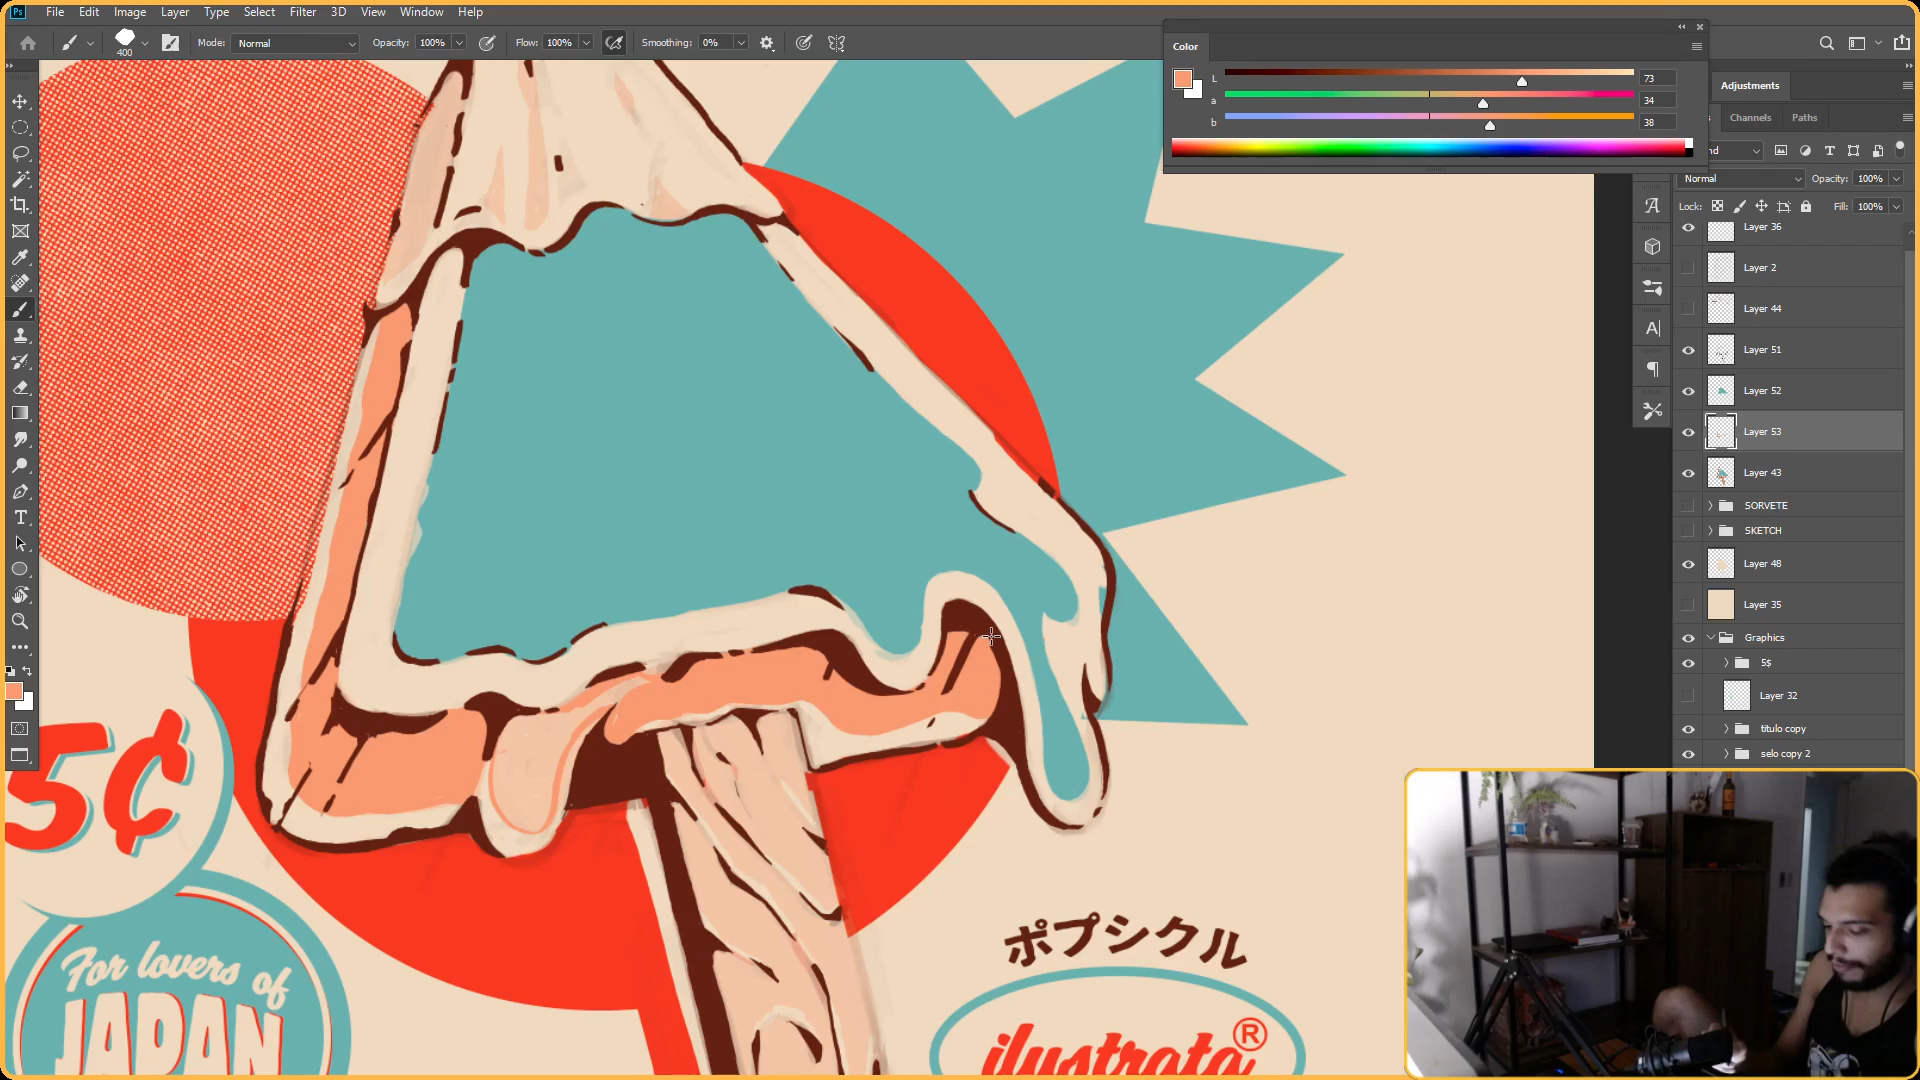 Ps File Edit Image Layer Type Select Filter 3D View Window Help
400 Mode: Normal Opacity: 100% Flow: 100% Smoothing: 0%
Color
L 73
a 34
b 38
Adjustments
Channels Paths
Normal Opacity: 100%
Lock: Fill: 100%
Layer 36
Layer 2
Layer 44
Layer 51
Layer 52
Layer 53
Layer 43
SORVETE
SKETCH
Layer 48
Layer 35
Graphics
5$
Layer 32
titulo copy
selo copy 2
5¢
For lovers of
JAPAN
ポプシクル
ilustrata®